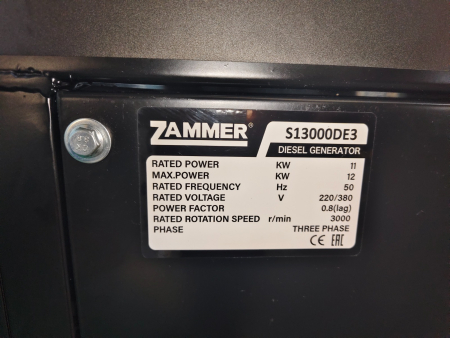 ZAMMER®
S13000DE3
DIESEL GENERATOR
RATED POWER KW 11
MAX.POWER KW 12
RATED FREQUENCY Hz 50
RATED VOLTAGE V 220/380
POWER FACTOR 0.8(lag)
RATED ROTATION SPEED r/min 3000
PHASE THREE PHASE
CE EAC